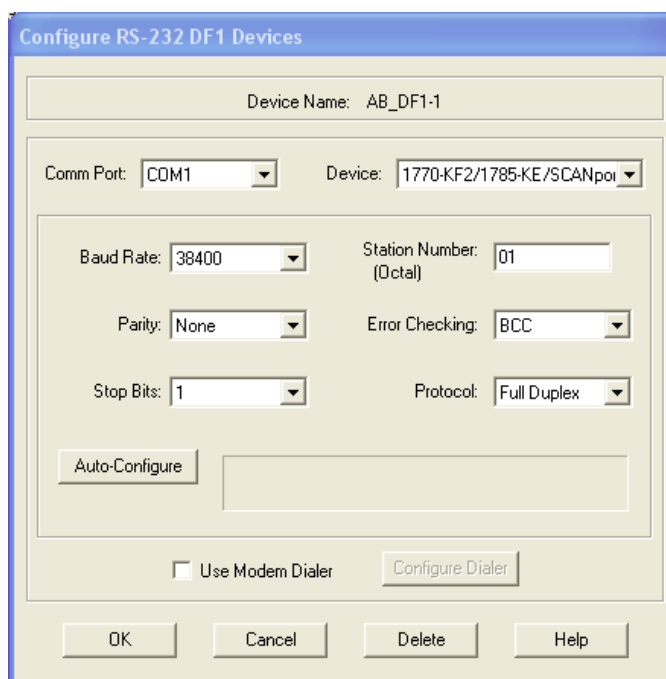 Configure RS-232 DF1 Devices
Device Name: AB_DF1-1
Comm Port: COM1 Device: 1770-KF2/1785-KE/SCANpor
Baud Rate: 38400 Station Number: 01
(Octal)
Parity: None Error Checking: BCC
Stop Bits: 1 Protocol: Full Duplex
Auto-Configure
Use Modem Dialer Configure Dialer
OK Cancel Delete Help